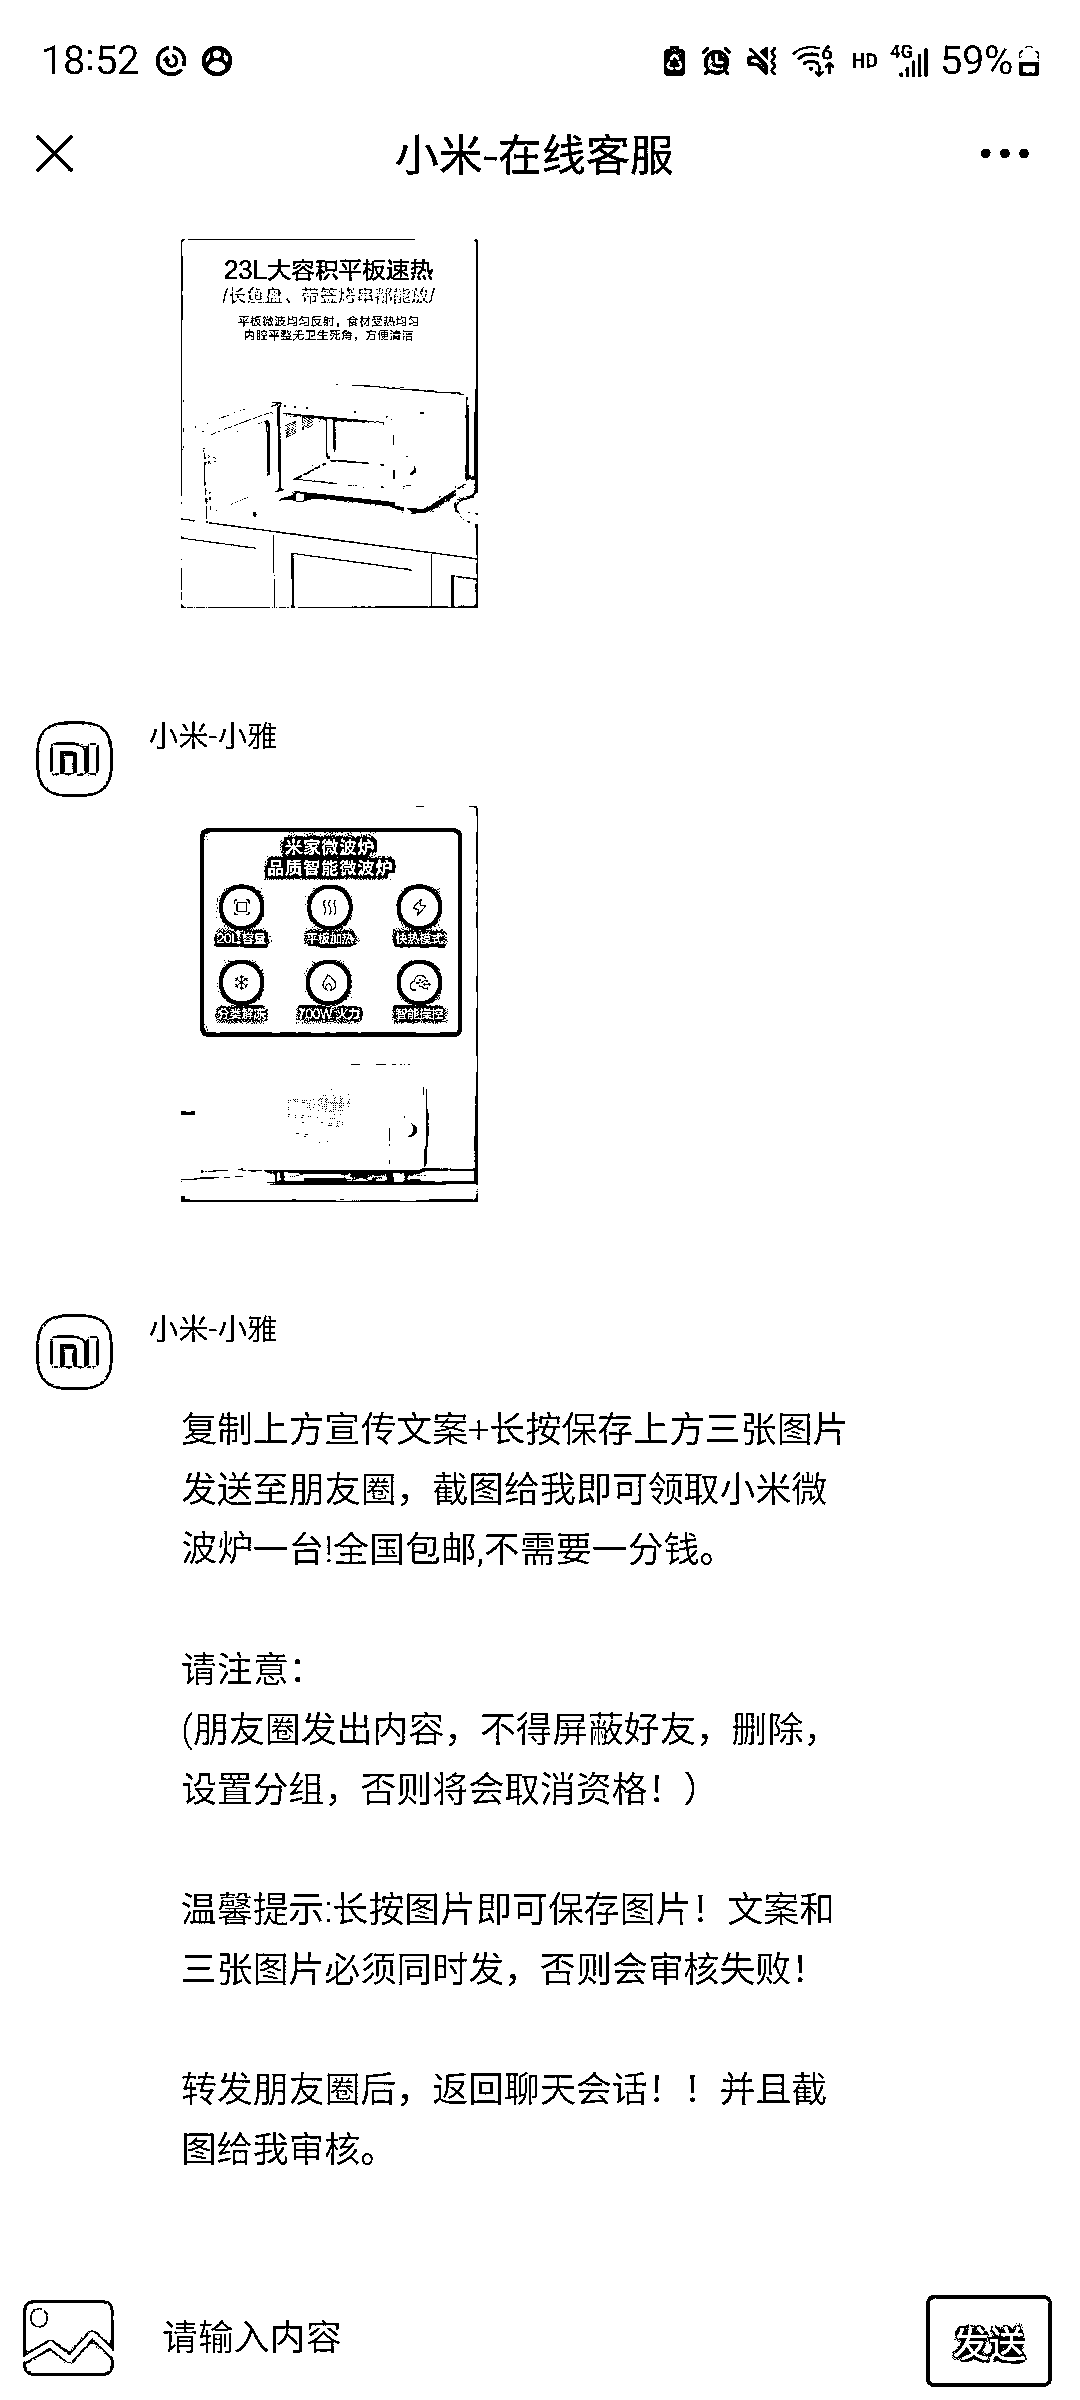 18:52
HD 4G 59%
小米-在线客服
23L大容积平板速热
/长鱼盘、带签烤串都能放/
平板微波均匀反射，食材受热均匀
内腔平整无卫生死角，方便清洁
小米-小雅
米家微波炉
品质智能微波炉
20L容量 平板加热 快热模式
分类解冻 700W火力 智能操控
小米-小雅
复制上方宣传文案+长按保存上方三张图片
发送至朋友圈，截图给我即可领取小米微
波炉一台!全国包邮,不需要一分钱。
请注意：
(朋友圈发出内容，不得屏蔽好友，删除，
设置分组，否则将会取消资格！）
温馨提示:长按图片即可保存图片！文案和
三张图片必须同时发，否则会审核失败！
转发朋友圈后，返回聊天会话！！并且截
图给我审核。
请输入内容
发送